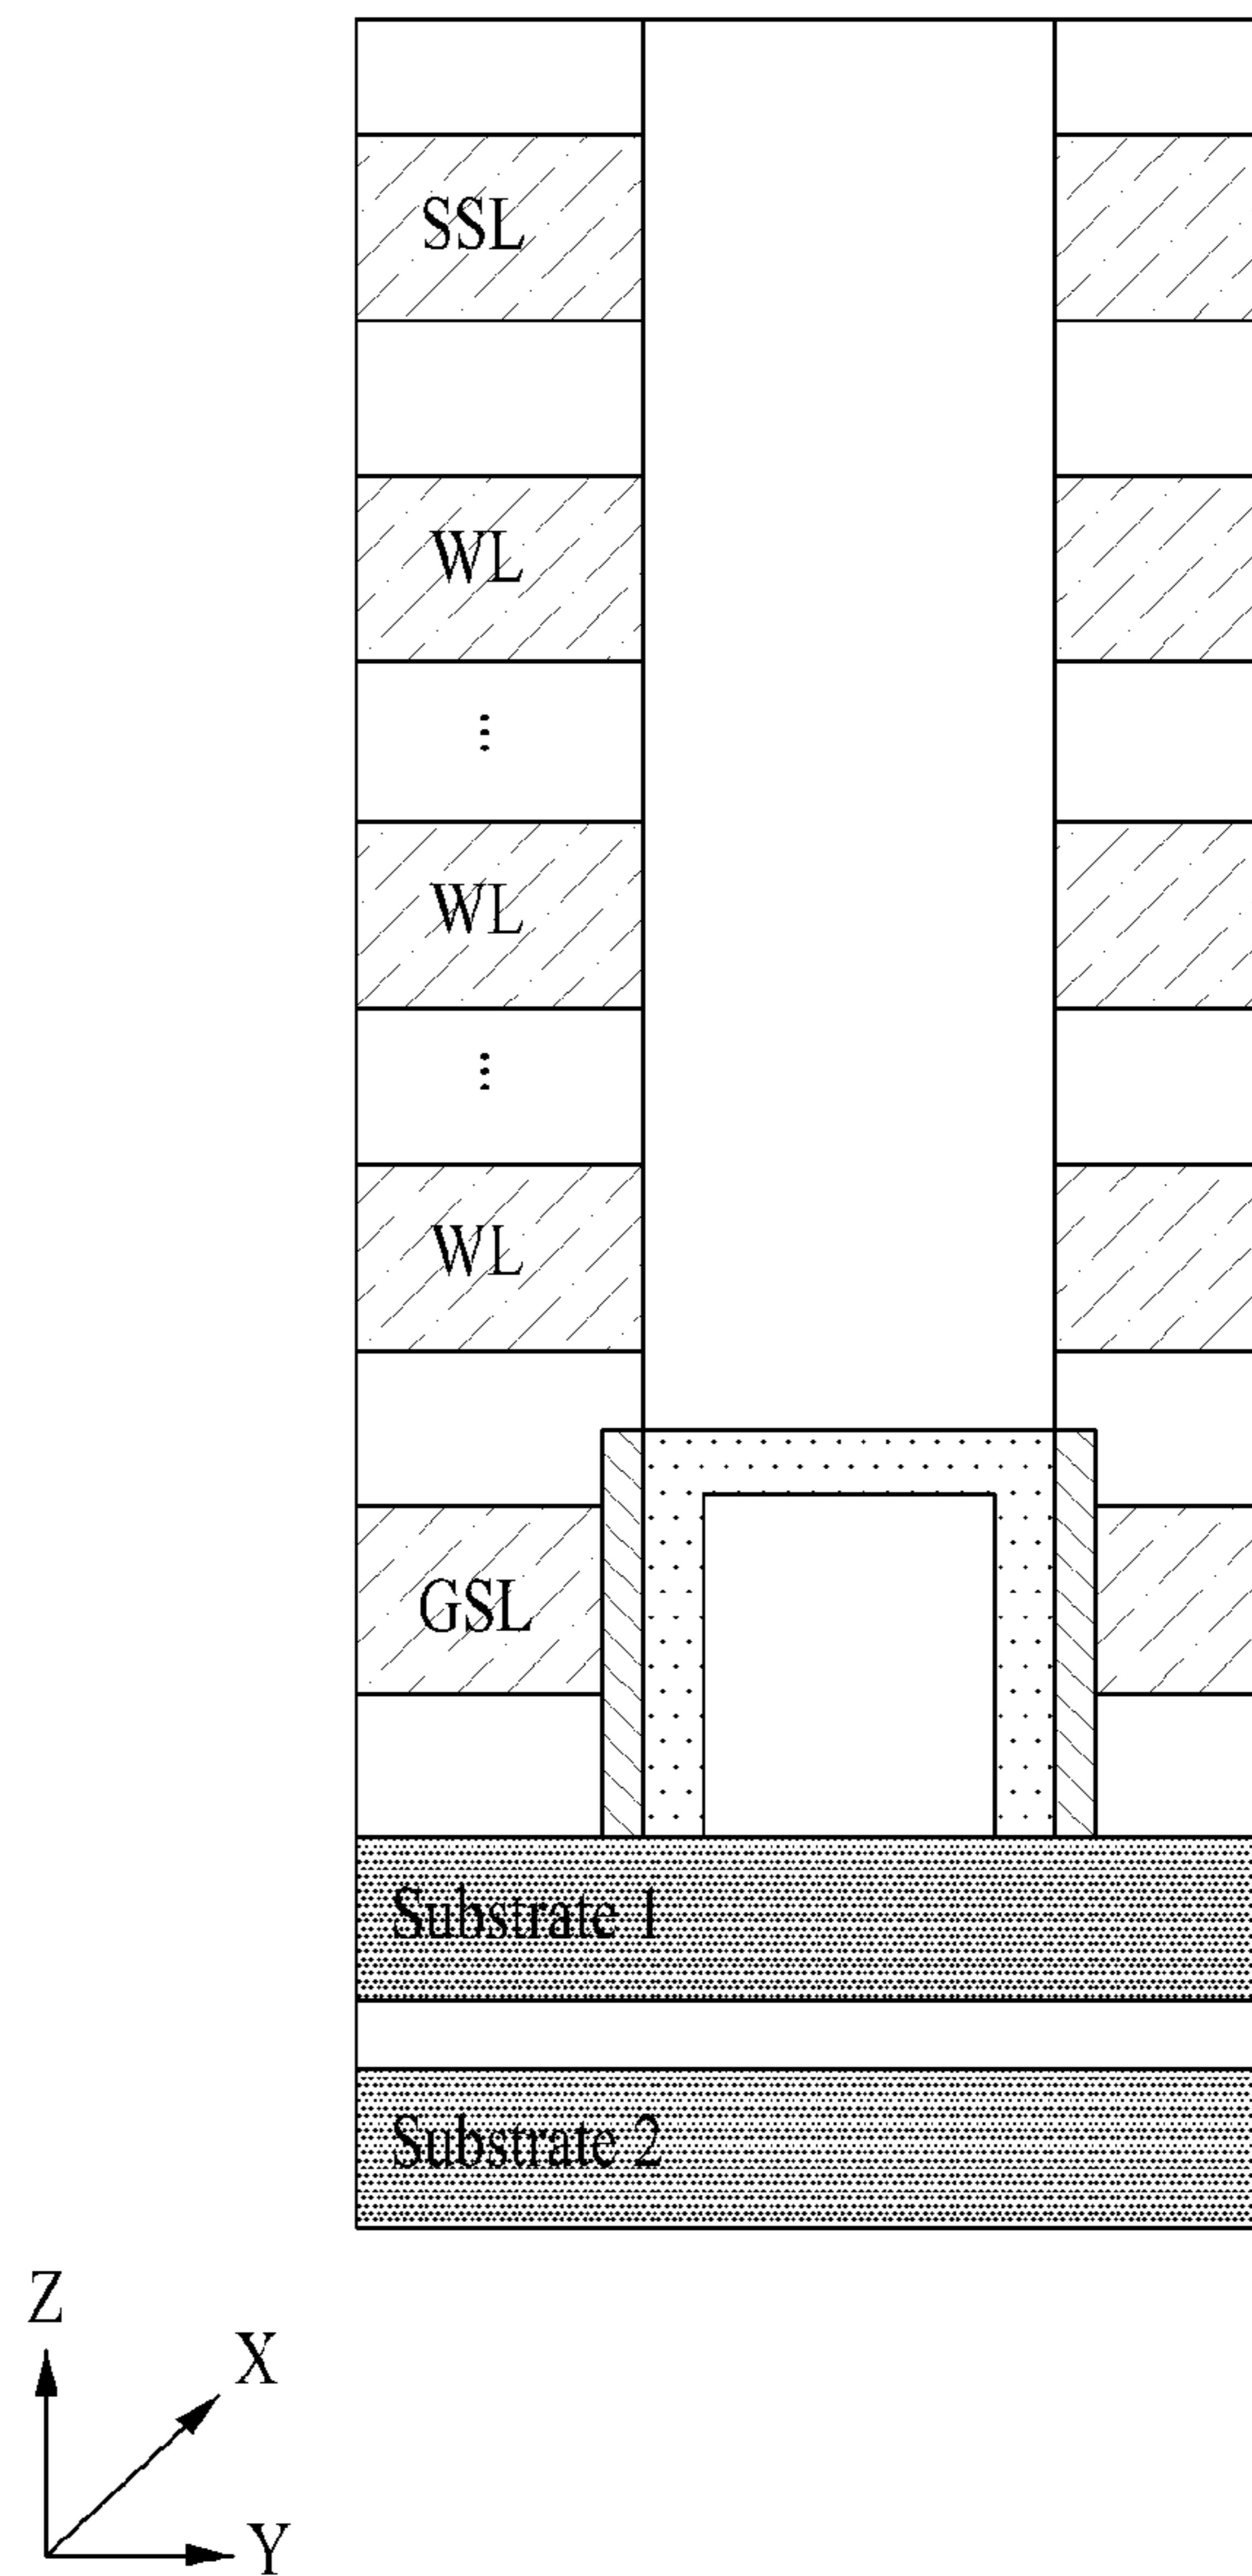 SSL
WL
⋮
WL
⋮
WL
GSL
Substrate 1
Substrate 2
Z
X
Y